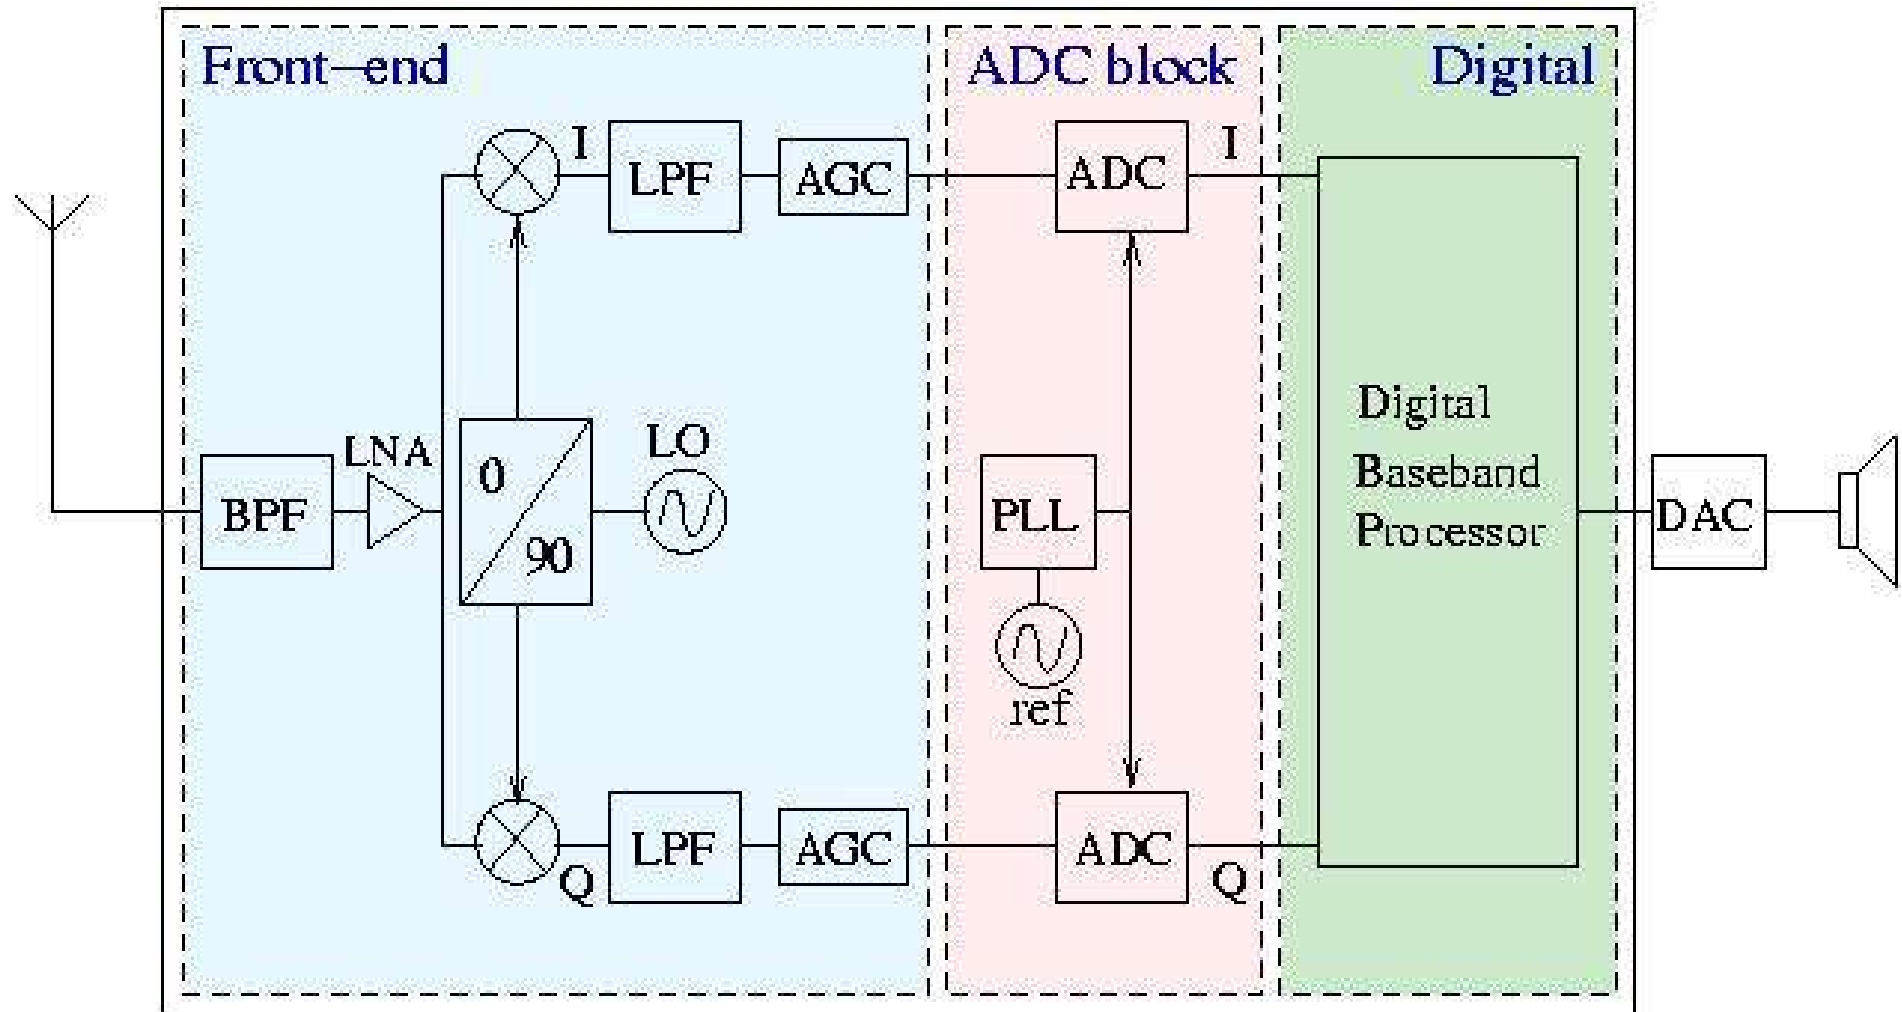 Front-end
ADC block
Digital
I
LPF
AGC
ADC
I
LNA
BPF
0
90
LO
PLL
ref
Digital
Baseband
Processor
DAC
Q
LPF
AGC
ADC
Q